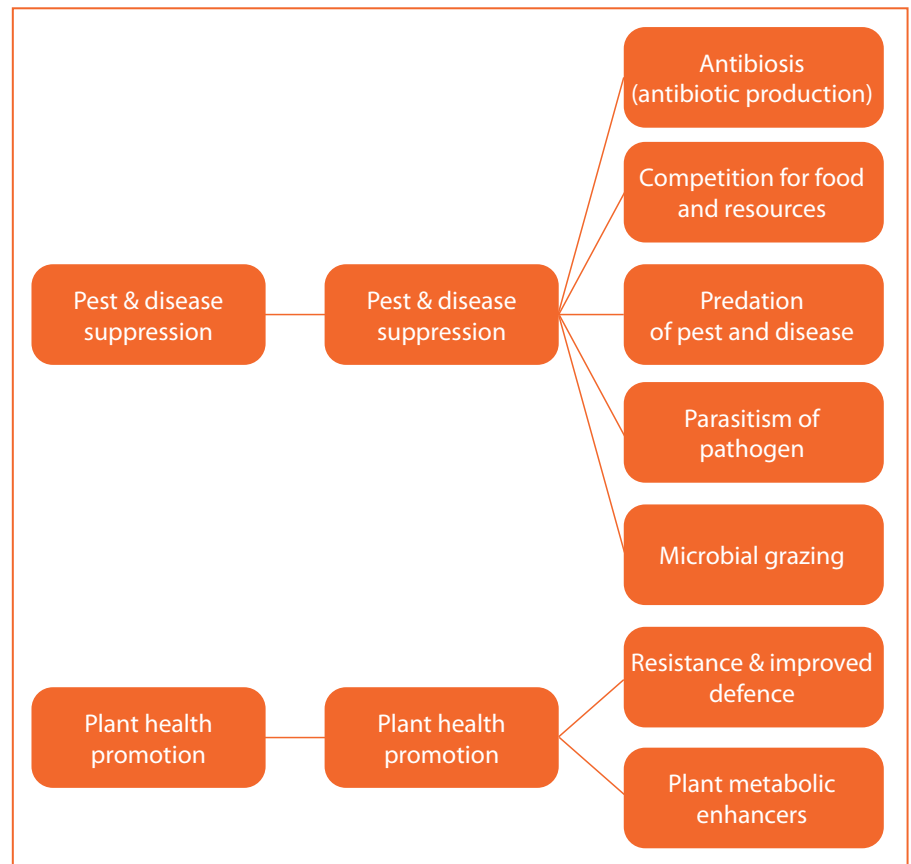 Pest & disease
suppression
Pest & disease
suppression
Antibiosis
(antibiotic production)
Competition for food
and resources
Predation
of pest and disease
Parasitism of
pathogen
Microbial grazing
Plant health
promotion
Plant health
promotion
Resistance & improved
defence
Plant metabolic
enhancers